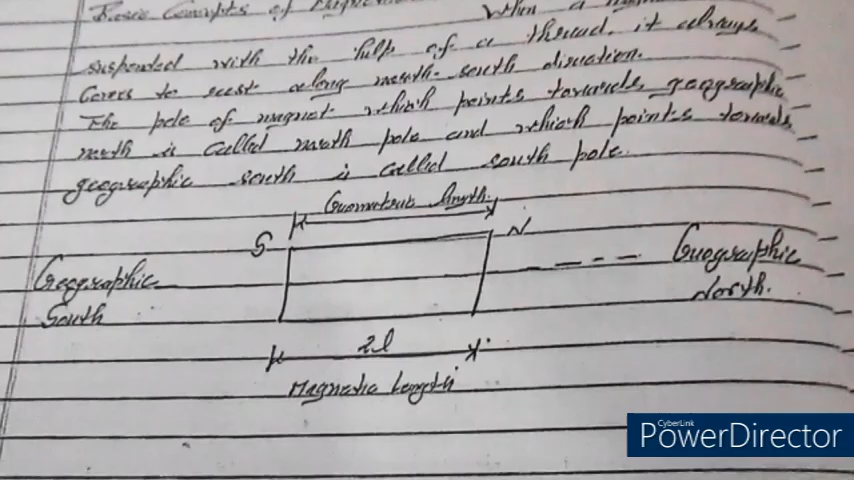 Basic Concepts of When a
suspended with the help of a thread, it always
comes to rest along north-south direction.
The pole of magnet which points towards geographic
north is called north pole and which points towards
geographic south is called south pole.
Geometric length.
S N
Geographic Geographic
South North.
2l
Magnetic Length
CyberLink
PowerDirector